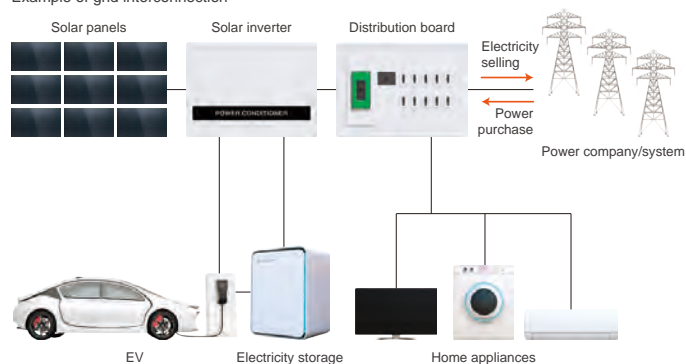 Example of grid interconnection
Solar panels
Solar inverter
Distribution board
Electricity
selling
POWER CONDITIONER
Power
purchase
Power company/system
EV
Electricity storage
Home appliances